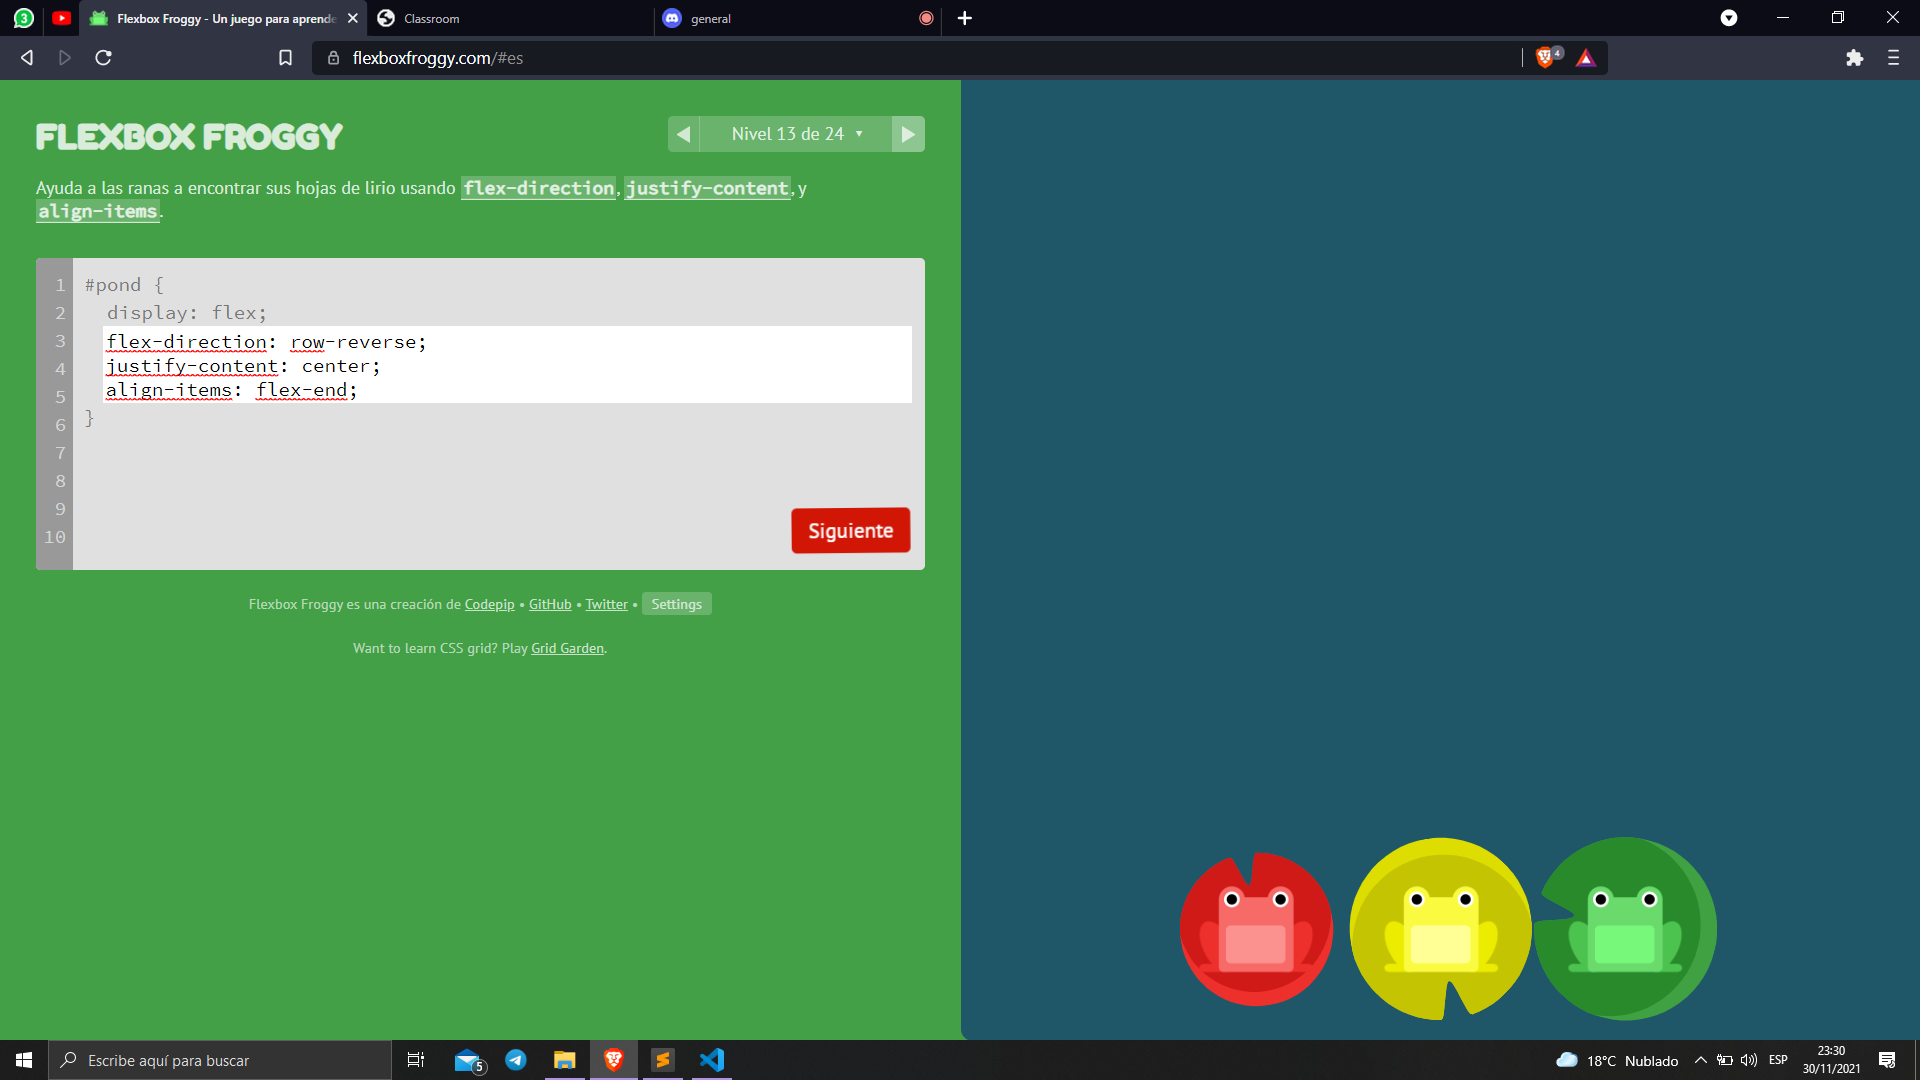 3
Flexbox Froggy - Un juego para aprende
Classroom
general
flexboxfroggy.com/#es
4
FLEXBOX FROGGY
Nivel 13 de 24
Ayuda a las ranas a encontrar sus hojas de lirio usando flex-direction, justify-content, y
align-items.
1 #pond {
2 display: flex;
3 flex-direction: row-reverse;
4 justify-content: center;
5 align-items: flex-end;
6 }
7
8
9
10
Siguiente
Flexbox Froggy es una creación de Codepip • GitHub • Twitter • Settings
Want to learn CSS grid? Play Grid Garden.
Escribe aquí para buscar
5
18°C Nublado
ESP
23:30
30/11/2021